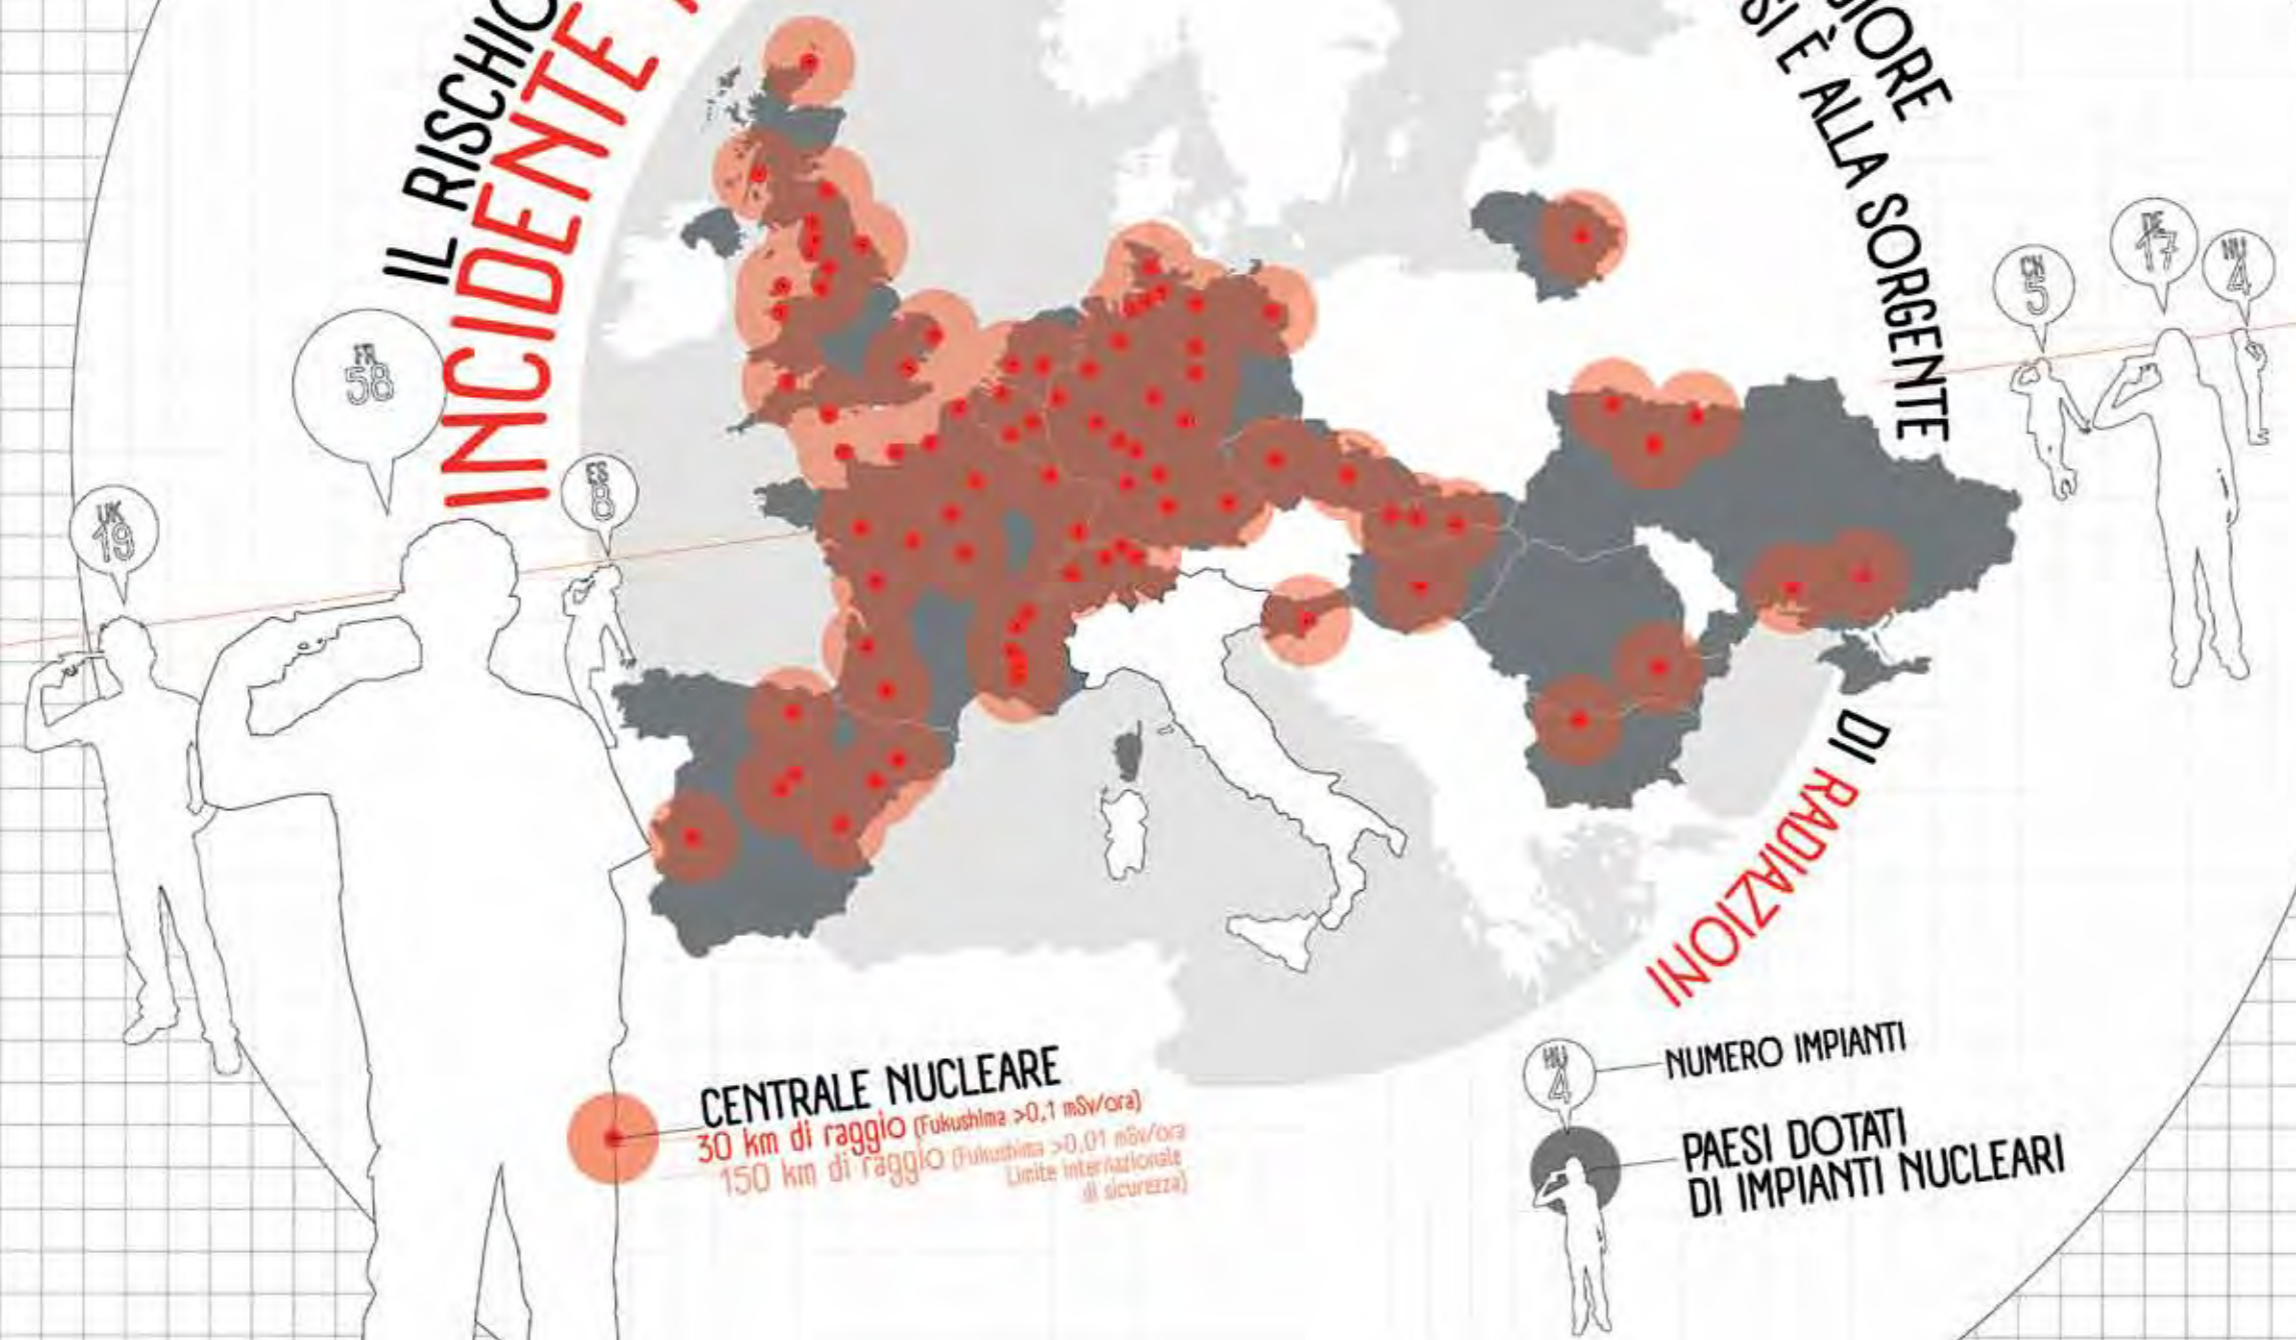 IL RISCHIO
INCIDENTE
GIORE
SI È ALLA SORGENTE
DI RADIAZIONI
FR
58
UK
19
ES
8
CH
5
DE
17
HU
4
CENTRALE NUCLEARE
30 km di raggio (Fukushima >0,1 mSv/ora)
150 km di raggio (Fukushima >0,01 mSv/ora
Limite internazionale
di sicurezza)
HU
4
NUMERO IMPIANTI
PAESI DOTATI
DI IMPIANTI NUCLEARI